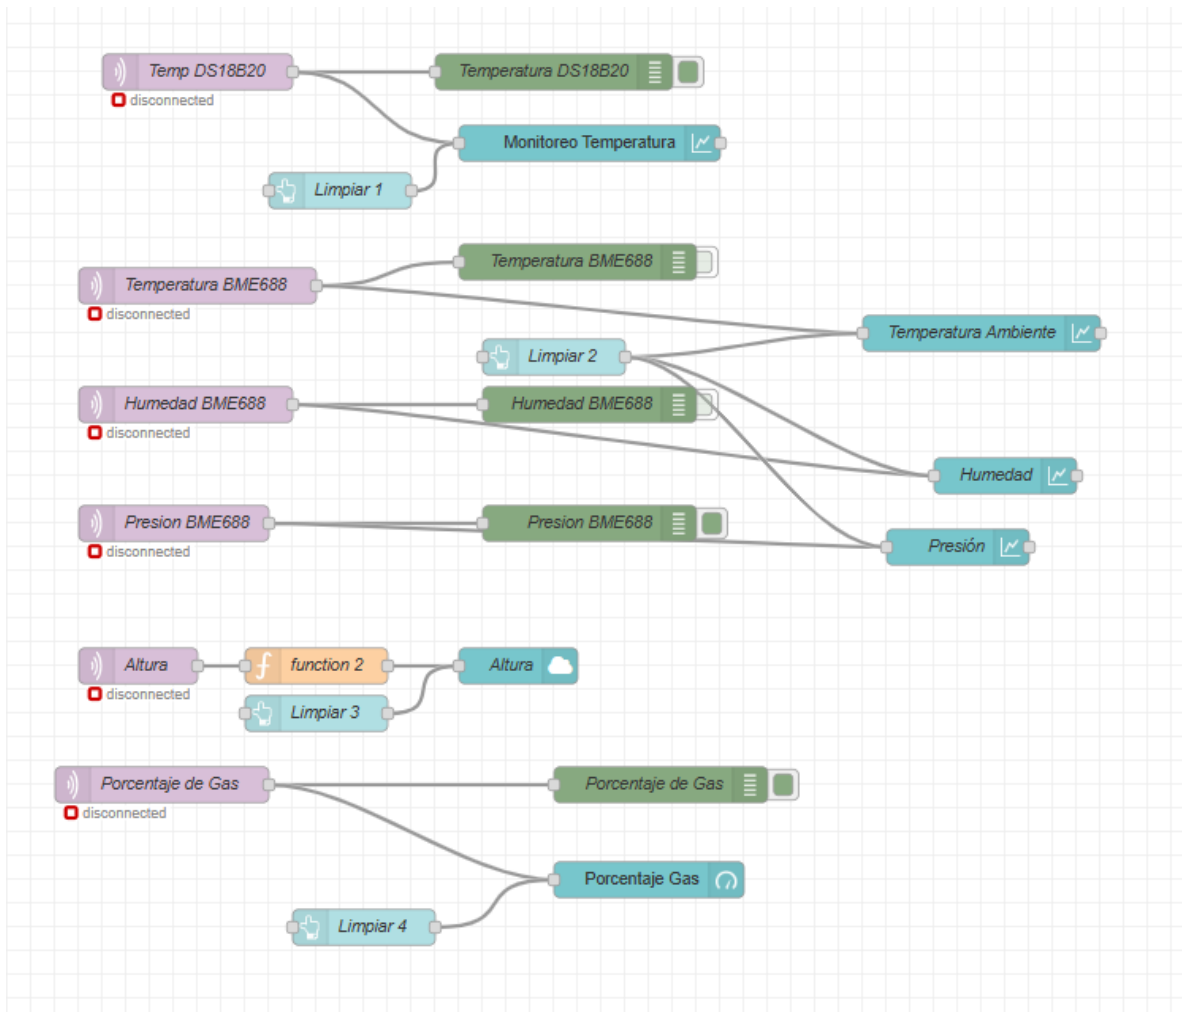 Temp DS18B20
disconnected
Temperatura DS18B20
Monitoreo Temperatura
Limpiar 1
Temperatura BME688
Temperatura BME688
disconnected
Temperatura Ambiente
Limpiar 2
Humedad BME688
Humedad BME688
disconnected
Humedad
Presion BME688
Presion BME688
disconnected
Presión
Altura
function 2
Altura
disconnected
Limpiar 3
Porcentaje de Gas
Porcentaje de Gas
disconnected
Porcentaje Gas
Limpiar 4